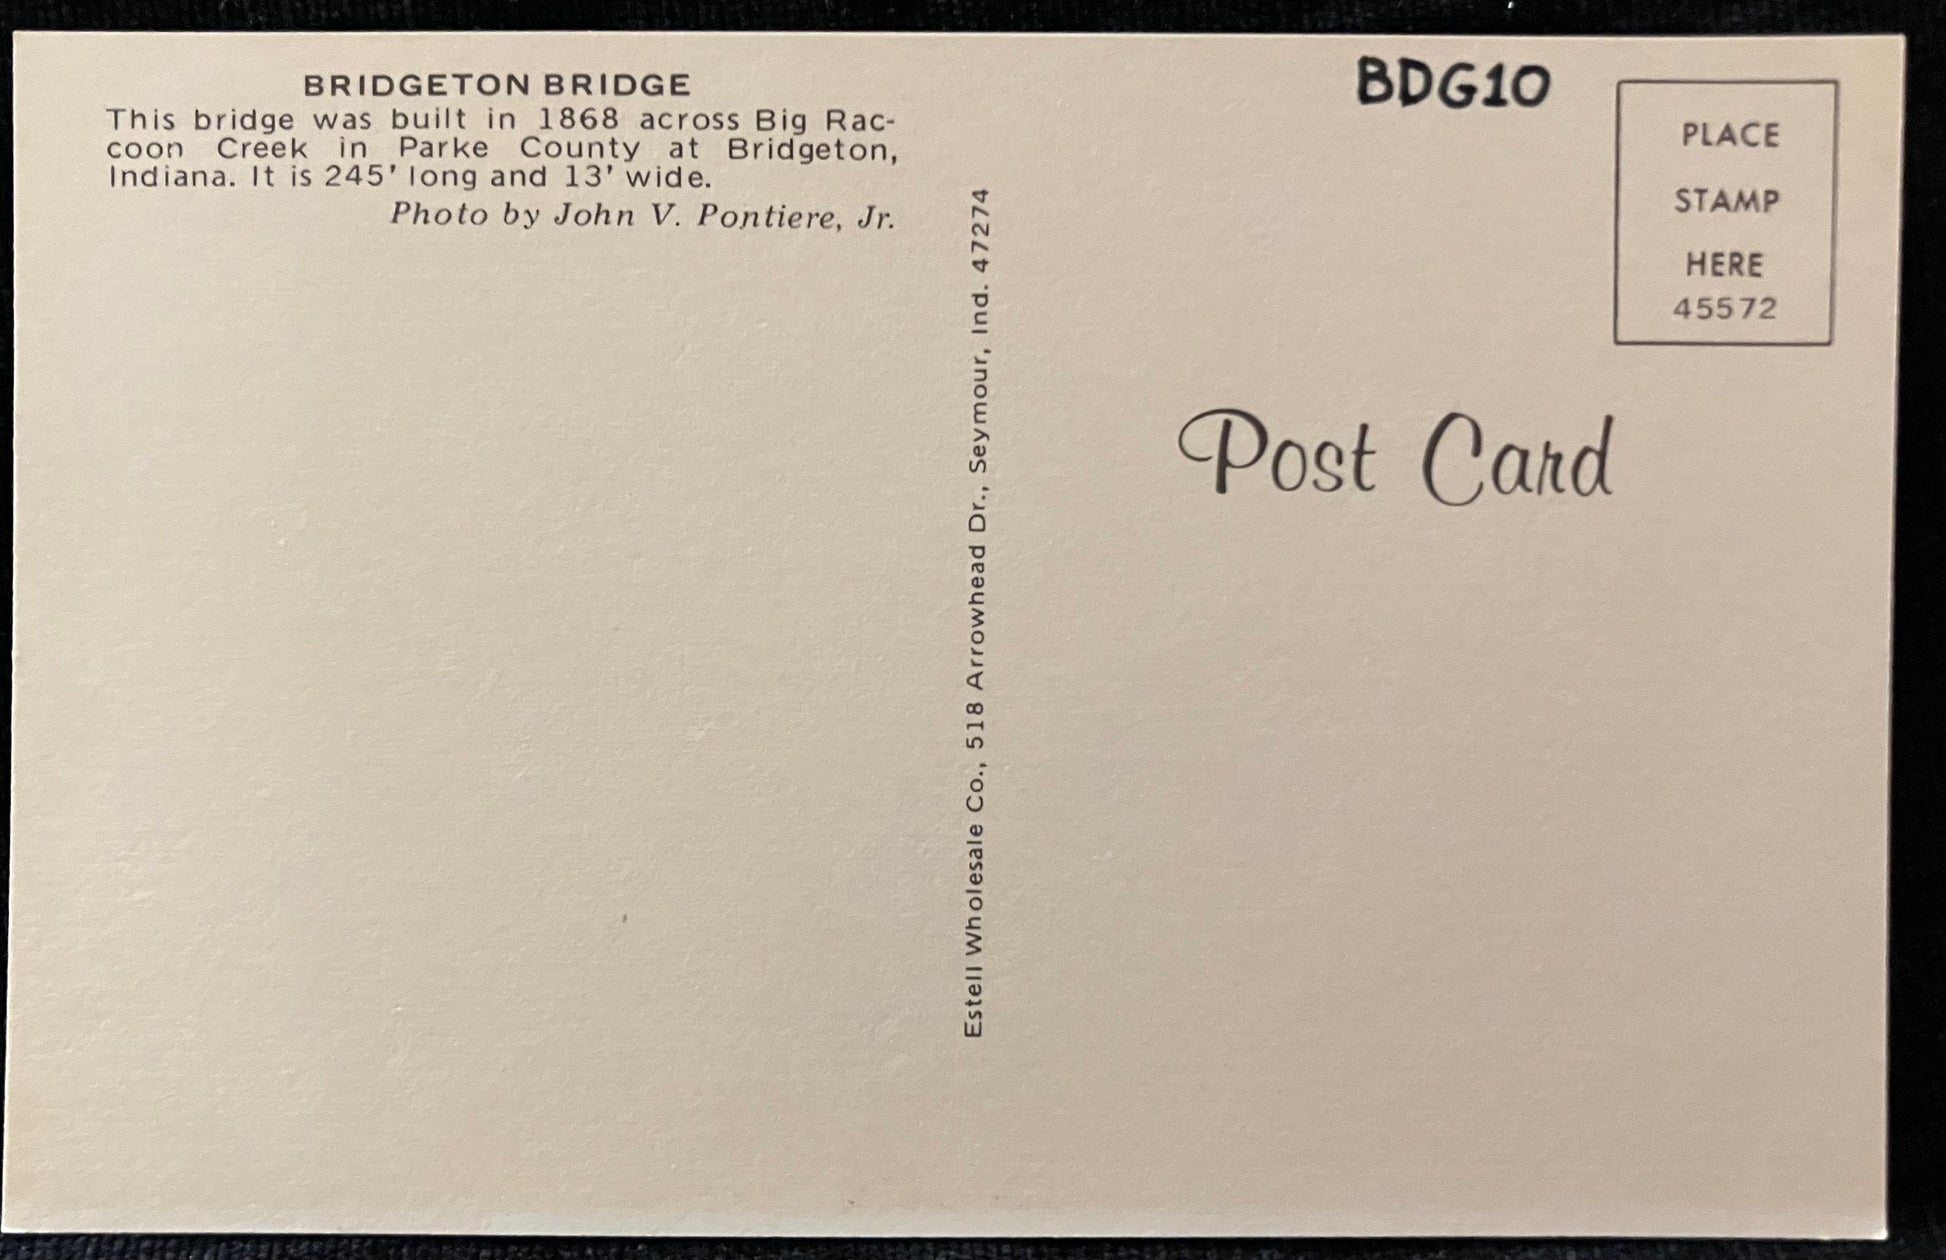 BRIDGETON BRIDGE
This bridge was built in 1868 across Big Rac-
coon Creek in Parke County at Bridgeton,
Indiana. It is 245' long and 13' wide.
Photo by John V. Pontiere, Jr.
Estell Wholesale Co., 518 Arrowhead Dr., Seymour, Ind. 47274
BDG10
PLACE
STAMP
HERE
45572
Post Card